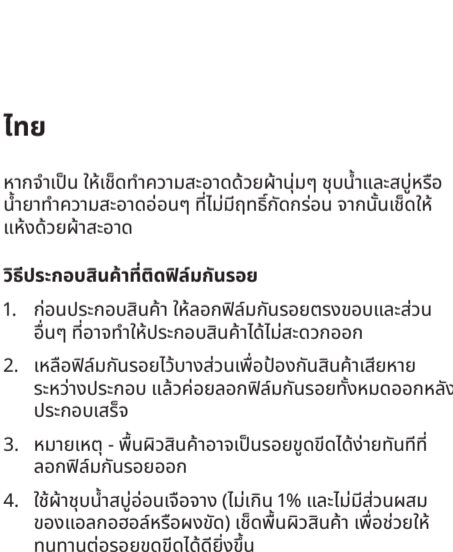 ไทย
หากจำเป็น ให้เช็ดทำความสะอาดด้วยผ้านุ่มๆ ชุบน้ำและสบู่หรือ
น้ำยาทำความสะอาดอ่อนๆ ที่ไม่มีฤทธิ์กัดกร่อน จากนั้นเช็ดให้
แห้งด้วยผ้าสะอาด
วิธีประกอบสินค้าที่ติดฟิล์มกันรอย
1. ก่อนประกอบสินค้า ให้ลอกฟิล์มกันรอยตรงขอบและส่วน
อื่นๆ ที่อาจทำให้ประกอบสินค้าได้ไม่สะดวกออก
2. เหลือฟิล์มกันรอยไว้บางส่วนเพื่อป้องกันสินค้าเสียหาย
ระหว่างประกอบ แล้วค่อยลอกฟิล์มกันรอยทั้งหมดออกหลัง
ประกอบเสร็จ
3. หมายเหตุ - พื้นผิวสินค้าอาจเป็นรอยขูดขีดได้ง่ายทันทีที่
ลอกฟิล์มกันรอยออก
4. ใช้ผ้าชุบน้ำสบู่อ่อนเจือจาง (ไม่เกิน 1% และไม่มีส่วนผสม
ของแอลกอฮอล์หรือผงขัด) เช็ดพื้นผิวสินค้า เพื่อช่วยให้
ทนทานต่อรอยขูดขีดได้ดียิ่งขึ้น